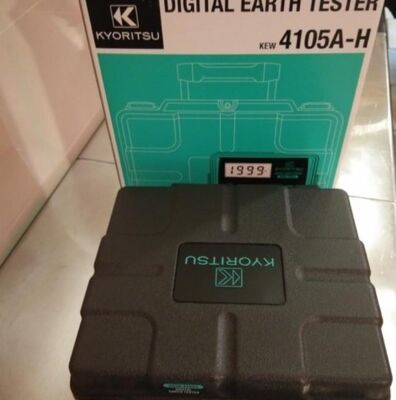 DIGITAL EARTH TESTER
KYORITSU
KEW 4105A-H
1999
KYORITSU